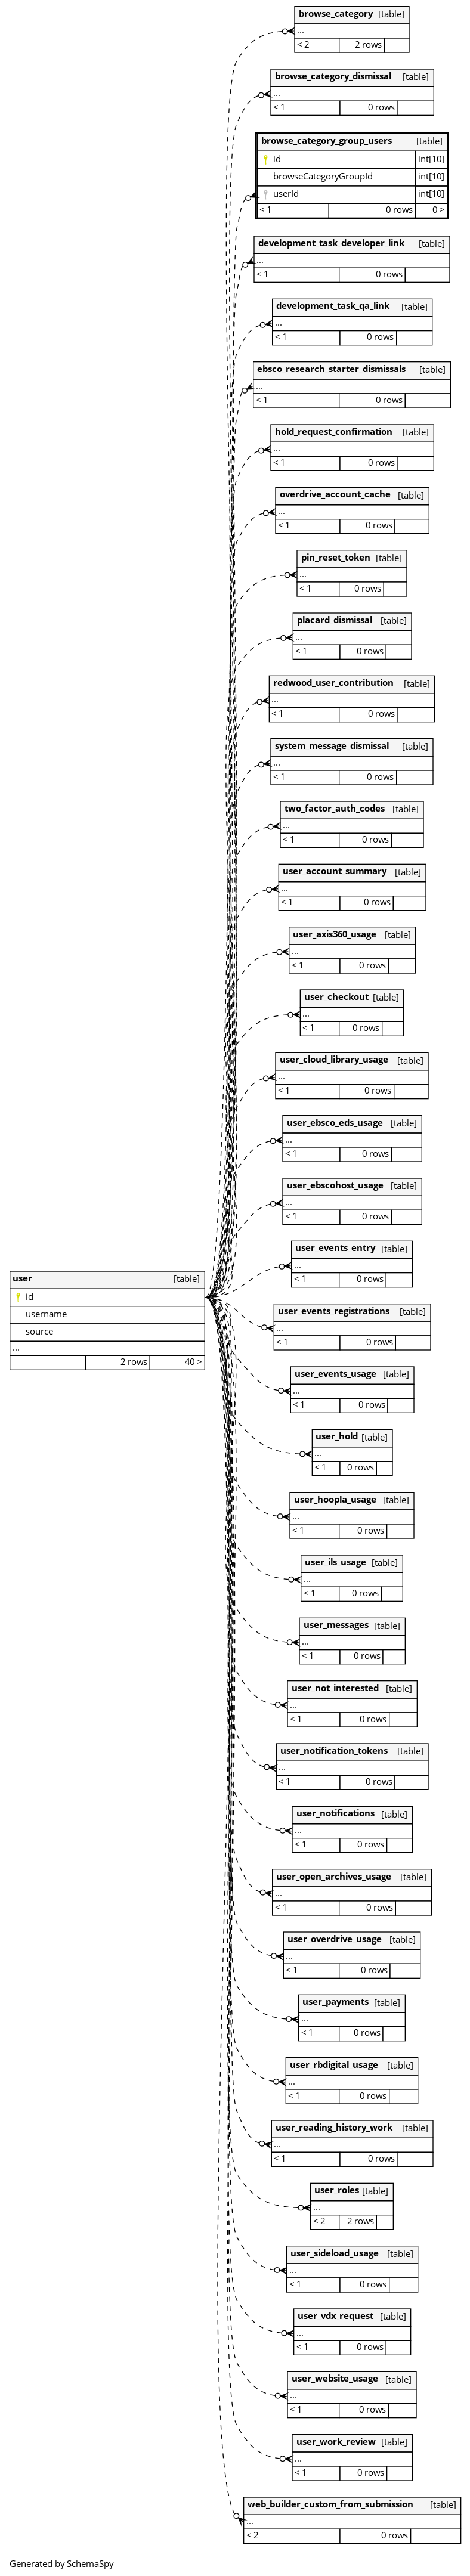 browse_category [table]
...
< 2 2 rows
browse_category_dismissal [table]
...
< 1 0 rows
browse_category_group_users [table]
id int[10]
browseCategoryGroupId int[10]
userId int[10]
< 1 0 rows 0 >
development_task_developer_link [table]
...
< 1 0 rows
development_task_qa_link [table]
...
< 1 0 rows
ebsco_research_starter_dismissals [table]
...
< 1 0 rows
hold_request_confirmation [table]
...
< 1 0 rows
overdrive_account_cache [table]
...
< 1 0 rows
pin_reset_token [table]
...
< 1 0 rows
placard_dismissal [table]
...
< 1 0 rows
redwood_user_contribution [table]
...
< 1 0 rows
system_message_dismissal [table]
...
< 1 0 rows
two_factor_auth_codes [table]
...
< 1 0 rows
user_account_summary [table]
...
< 1 0 rows
user_axis360_usage [table]
...
< 1 0 rows
user_checkout [table]
...
< 1 0 rows
user_cloud_library_usage [table]
...
< 1 0 rows
user_ebsco_eds_usage [table]
...
< 1 0 rows
user_ebscohost_usage [table]
...
< 1 0 rows
user_events_entry [table]
...
< 1 0 rows
user [table]
id
username
source
...
2 rows 40 >
user_events_registrations [table]
...
< 1 0 rows
user_events_usage [table]
...
< 1 0 rows
user_hold [table]
...
< 1 0 rows
user_hoopla_usage [table]
...
< 1 0 rows
user_ils_usage [table]
...
< 1 0 rows
user_messages [table]
...
< 1 0 rows
user_not_interested [table]
...
< 1 0 rows
user_notification_tokens [table]
...
< 1 0 rows
user_notifications [table]
...
< 1 0 rows
user_open_archives_usage [table]
...
< 1 0 rows
user_overdrive_usage [table]
...
< 1 0 rows
user_payments [table]
...
< 1 0 rows
user_rbdigital_usage [table]
...
< 1 0 rows
user_reading_history_work [table]
...
< 1 0 rows
user_roles [table]
...
< 2 2 rows
user_sideload_usage [table]
...
< 1 0 rows
user_vdx_request [table]
...
< 1 0 rows
user_website_usage [table]
...
< 1 0 rows
user_work_review [table]
...
< 1 0 rows
web_builder_custom_from_submission [table]
...
< 2 0 rows
Generated by SchemaSpy